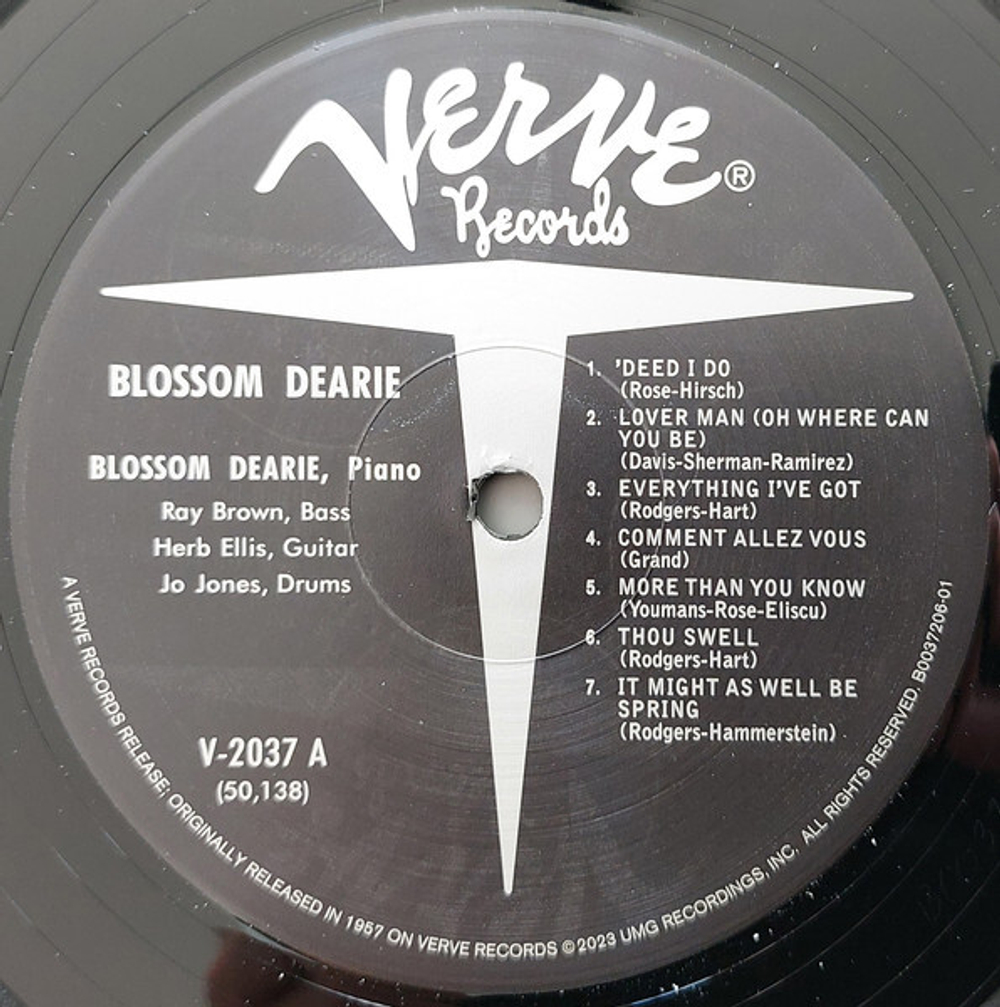 VERVE®
Records
BLOSSOM DEARIE
BLOSSOM DEARIE, Piano
Ray Brown, Bass
Herb Ellis, Guitar
Jo Jones, Drums
V-2037 A
(50,138)
1. 'DEED I DO
(Rose-Hirsch)
2. LOVER MAN (OH WHERE CAN
YOU BE)
(Davis-Sherman-Ramirez)
3. EVERYTHING I'VE GOT
(Rodgers-Hart)
4. COMMENT ALLEZ VOUS
(Grand)
5. MORE THAN YOU KNOW
(Youmans-Rose-Eliscu)
6. THOU SWELL
(Rodgers-Hart)
7. IT MIGHT AS WELL BE
SPRING
(Rodgers-Hammerstein)
A VERVE RECORDS RELEASE; ORIGINALLY RELEASED IN 1957 ON VERVE RECORDS ©2023 UMG RECORDINGS, INC. ALL RIGHTS RESERVED. B0037206-01